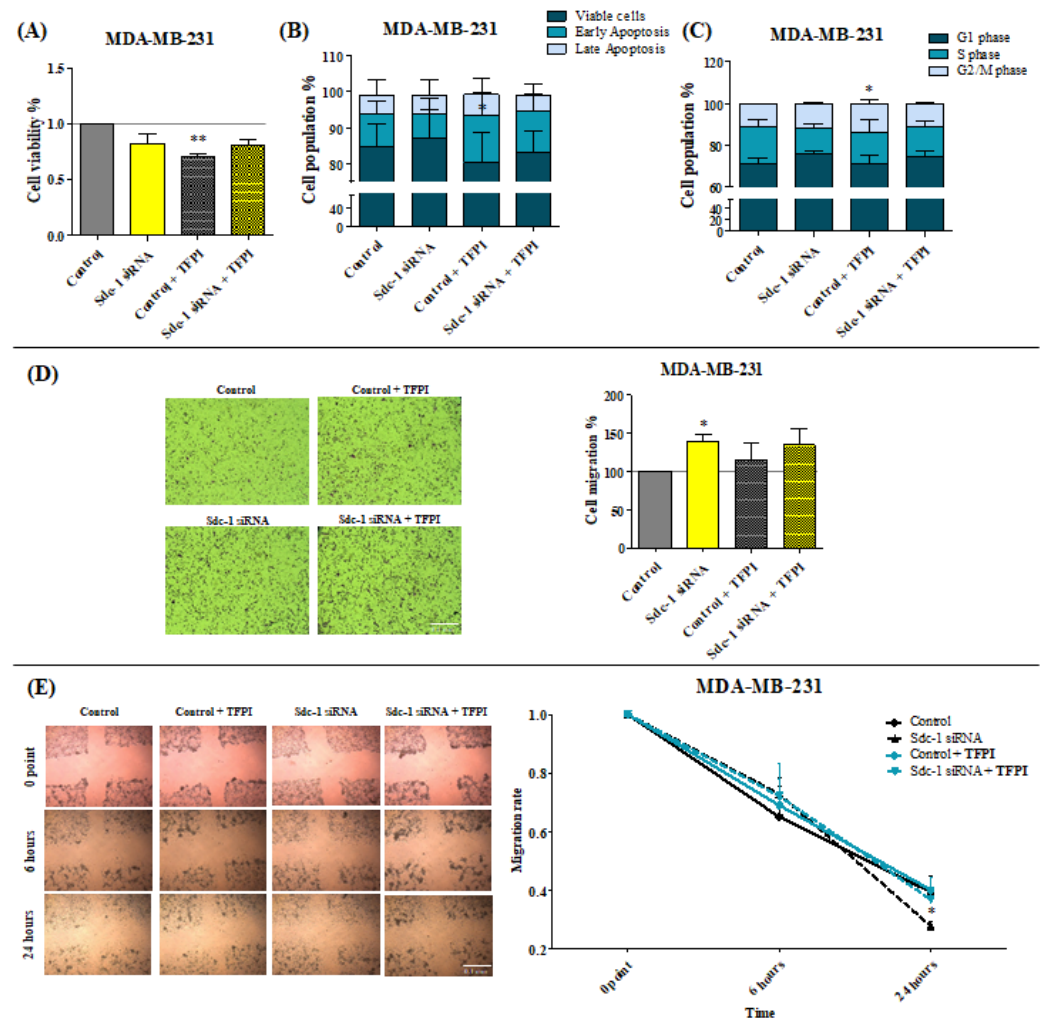 (A)
MDA-MB-231
Cell viability %
1.5
1.0
0.5
0.0
Control
Sdc-1 siRNA
Control + TFPI
Sdc-1 siRNA + TFPI
**
(B)
MDA-MB-231
Viable cells
Early Apoptosis
Late Apoptosis
Cell population %
110
100
90
80
40
0
*
Control
Sdc-1 siRNA
Control + TFPI
Sdc-1 siRNA + TFPI
(C)
MDA-MB-231
G1 phase
S phase
G2/M phase
Cell population %
120
100
80
60
40
20
0
*
Control
Sdc-1 siRNA
Control + TFPI
Sdc-1 siRNA + TFPI
(D)
Control
Control + TFPI
Sdc-1 siRNA
Sdc-1 siRNA + TFPI
MDA-MB-231
Cell migration %
200
150
100
50
0
*
Control
Sdc-1 siRNA
Control + TFPI
Sdc-1 siRNA + TFPI
(E)
Control
Control + TFPI
Sdc-1 siRNA
Sdc-1 siRNA + TFPI
0 point
6 hours
24 hours
MDA-MB-231
Control
Sdc-1 siRNA
Control + TFPI
Sdc-1 siRNA + TFPI
Migration rate
1.0
0.8
0.6
0.4
0.2
*
0 point
6 hours
24 hours
Time